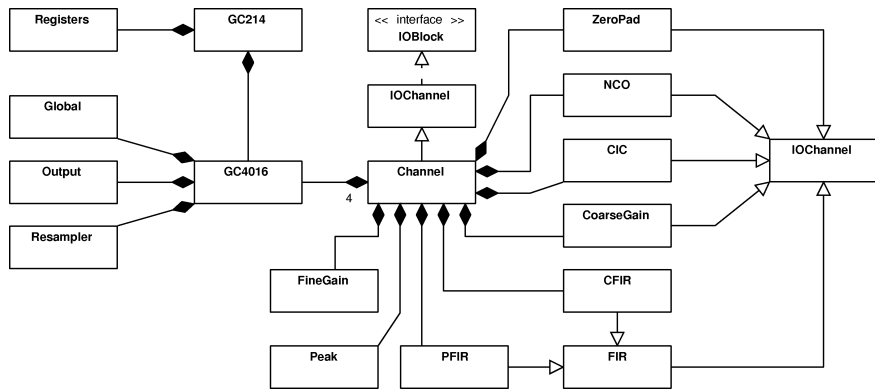 Registers
GC214
<< interface >>
IOBlock
ZeroPad
IOChannel
NCO
Global
Output
GC4016
Channel
CIC
IOChannel
4
Resampler
CoarseGain
FineGain
CFIR
Peak
PFIR
FIR